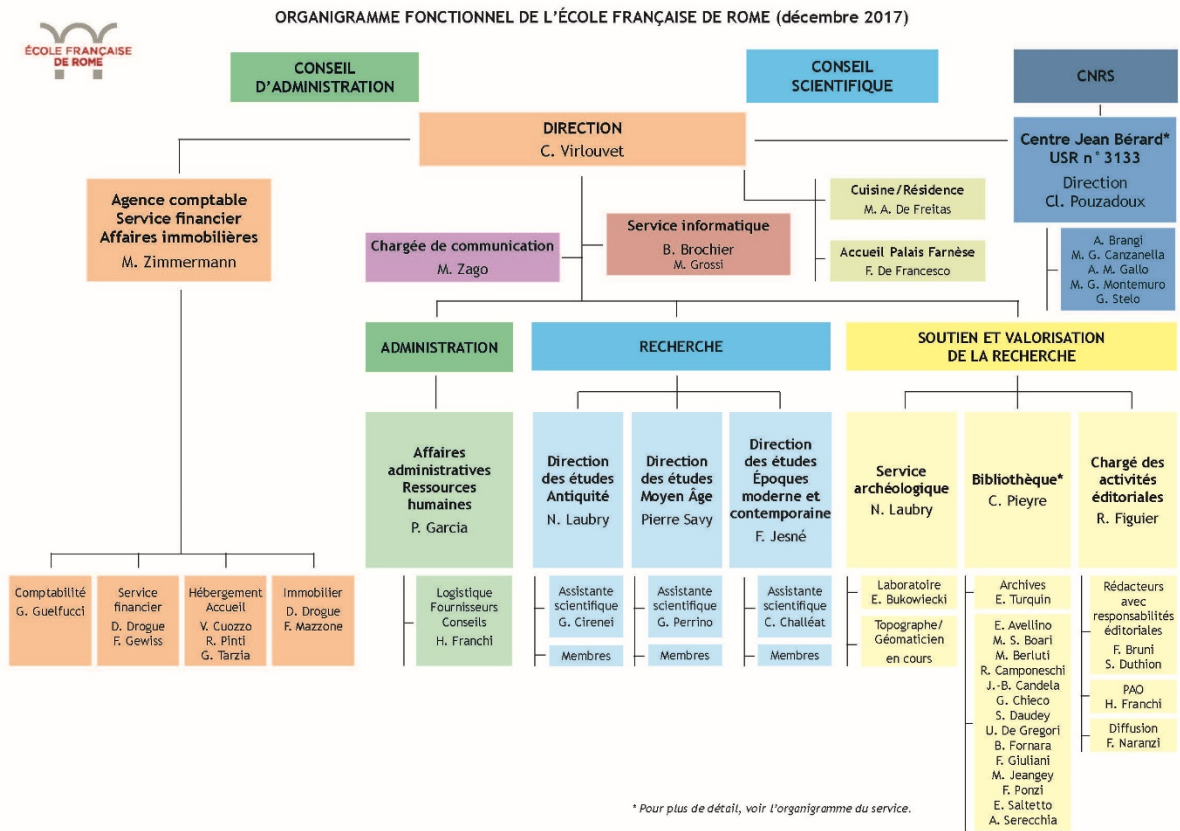 ORGANIGRAMME FONCTIONNEL DE L'ÉCOLE FRANÇAISE DE ROME (décembre 2017)
ÉCOLE FRANÇAISE
DE ROME
CONSEIL
D'ADMINISTRATION
CONSEIL
SCIENTIFIQUE
CNRS
DIRECTION
C. Virlouvet
Centre Jean Bérard*
USR n° 3133
Direction
Cl. Pouzadoux
Agence comptable
Service financier
Affaires immobilières
M. Zimmermann
Cuisine/Résidence
M. A. De Freitas
Service informatique
B. Brochier
M. Grossi
Chargée de communication
M. Zago
Accueil Palais Farnèse
F. De Francesco
A. Brangi
M. G. Canzanella
A. M. Gallo
M. G. Montemuro
G. Stelo
ADMINISTRATION
RECHERCHE
SOUTIEN ET VALORISATION
DE LA RECHERCHE
Affaires
administratives
Ressources
humaines
P. Garcia
Direction
des études
Antiquité
N. Laubry
Direction
des études
Moyen Âge
Pierre Savy
Direction
des études
Époques
moderne et
contemporaine
F. Jesné
Service
archéologique
N. Laubry
Bibliothèque*
C. Pieyre
Chargé des
activités
éditoriales
R. Figuier
Comptabilité
G. Guelfucci
Service
financier
D. Drogue
F. Gewiss
Hébergement
Accueil
V. Cuozzo
R. Pinti
G. Tarzia
Immobilier
D. Drogue
F. Mazzone
Logistique
Fournisseurs
Conseils
H. Franchi
Assistante
scientifique
G. Cirenei
Membres
Assistante
scientifique
G. Perrino
Membres
Assistante
scientifique
C. Challéat
Membres
Laboratoire
E. Bukowiecki
Topographe/
Géomaticien
en cours
Archives
E. Turquin
E. Avellino
M. S. Boari
M. Berluti
R. Camponeschi
J.-B. Candela
G. Chieco
S. Daudey
U. De Gregori
B. Fornara
F. Giuliani
M. Jeangey
F. Ponzi
E. Saltetto
A. Serecchia
Rédacteurs
avec
responsabilités
éditoriales
F. Bruni
S. Duthion
PAO
H. Franchi
Diffusion
F. Naranzi
* Pour plus de détail, voir l'organigramme du service.